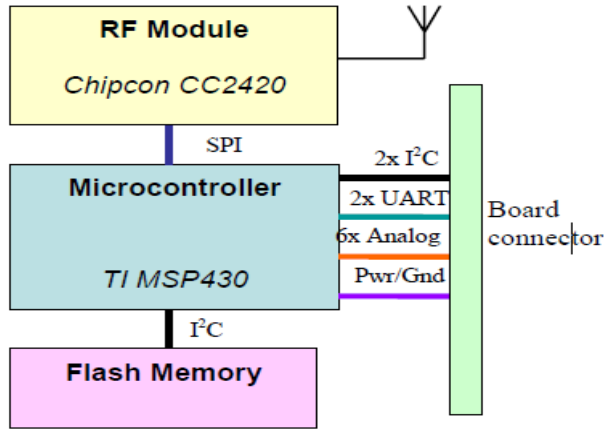 RF Module
Chipcon CC2420
SPI
Microcontroller
TI MSP430
2x I²C
2x UART
6x Analog
Pwr/Gnd
Board
connector
I²C
Flash Memory